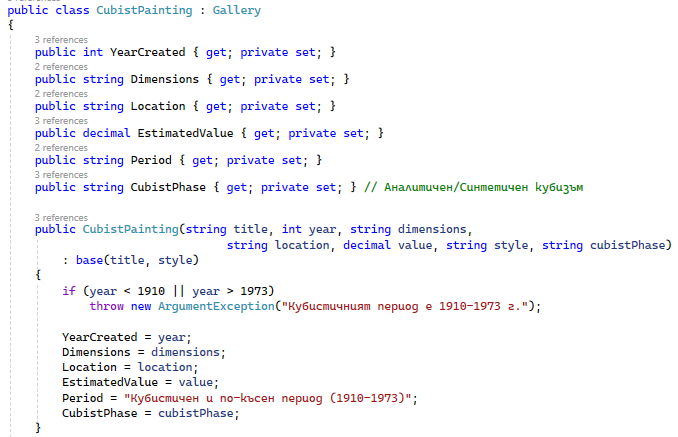 public class CubistPainting : Gallery
{
3 references
public int YearCreated { get; private set; }
2 references
public string Dimensions { get; private set; }
2 references
public string Location { get; private set; }
3 references
public decimal EstimatedValue { get; private set; }
2 references
public string Period { get; private set; }
3 references
public string CubistPhase { get; private set; } // Аналитичен/Синтетичен кубизъм
3 references
public CubistPainting(string title, int year, string dimensions,
string location, decimal value, string style, string cubistPhase)
: base(title, style)
{
if (year < 1910 || year > 1973)
throw new ArgumentException("Кубистичният период е 1910-1973 г.");
YearCreated = year;
Dimensions = dimensions;
Location = location;
EstimatedValue = value;
Period = "Кубистичен и по-късен период (1910-1973)";
CubistPhase = cubistPhase;
}